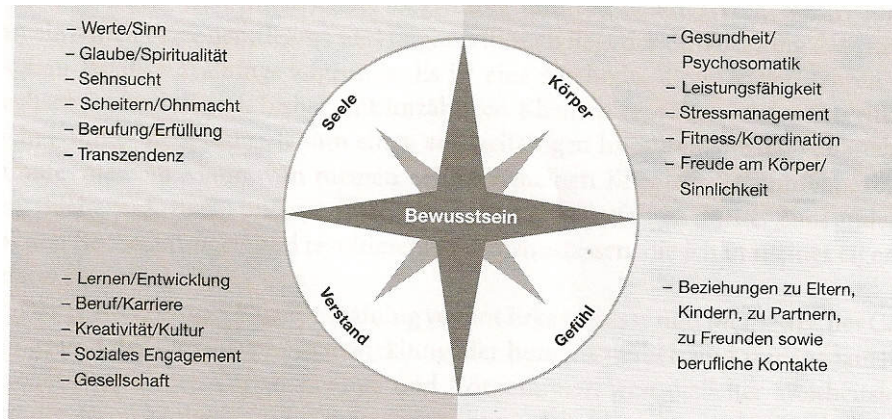 – Werte/Sinn
– Glaube/Spiritualität
– Sehnsucht
– Scheitern/Ohnmacht
– Berufung/Erfüllung
– Transzendenz
– Gesundheit/
Psychosomatik
– Leistungsfähigkeit
– Stressmanagement
– Fitness/Koordination
– Freude am Körper/
Sinnlichkeit
Seele
Körper
Bewusstsein
Verstand
Gefühl
– Lernen/Entwicklung
– Beruf/Karriere
– Kreativität/Kultur
– Soziales Engagement
– Gesellschaft
– Beziehungen zu Eltern,
Kindern, zu Partnern,
zu Freunden sowie
berufliche Kontakte